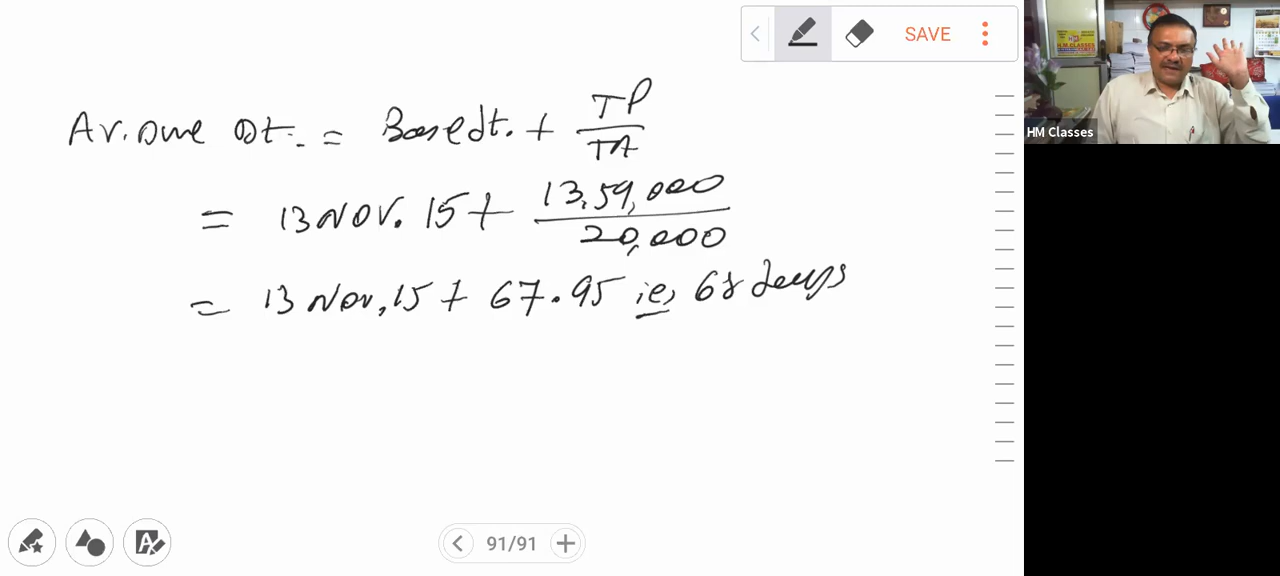 SAVE
Av. Due Dt. = Base dt. + TP
TA
= 13 Nov. 15 + 13,59,000
20,000
= 13 Nov, 15 + 67.95 ie, 68 days
91/91
HM Classes